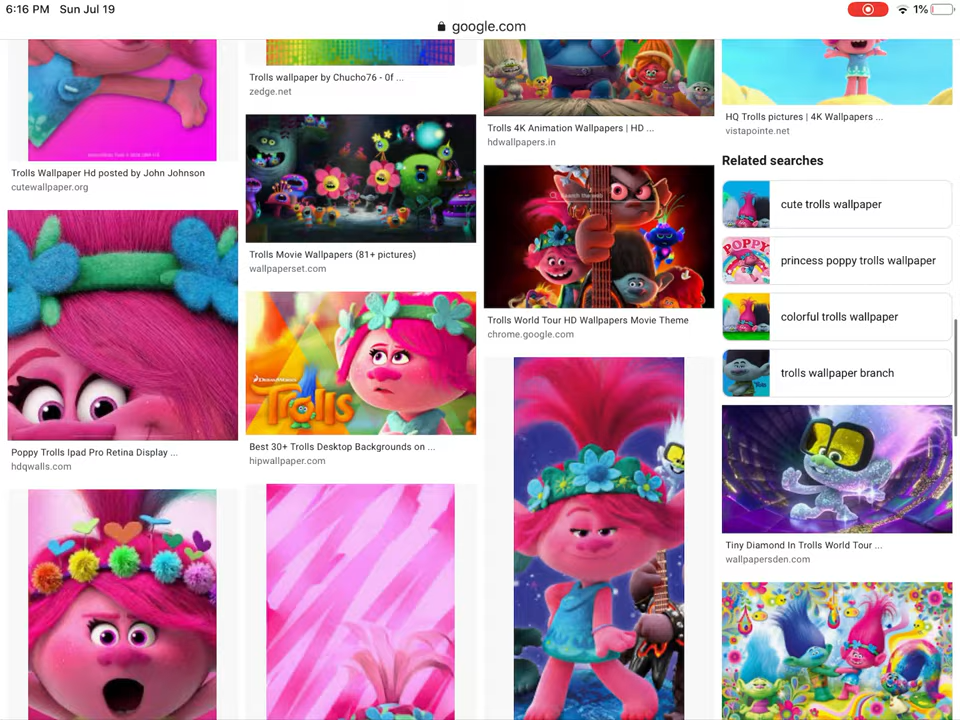 6:16 PM Sun Jul 19
1%
google.com
Trolls Wallpaper Hd posted by John Johnson
cutewallpaper.org
Poppy Trolls Ipad Pro Retina Display ...
hdqwalls.com
Trolls wallpaper by Chucho76 - 0f ...
zedge.net
Trolls Movie Wallpapers (81+ pictures)
wallpaperset.com
DREAMWORKS
TROLLS
Best 30+ Trolls Desktop Backgrounds on ...
hipwallpaper.com
Trolls 4K Animation Wallpapers | HD ...
hdwallpapers.in
Search the web
Trolls World Tour HD Wallpapers Movie Theme
chrome.google.com
HQ Trolls pictures | 4K Wallpapers ...
vistapointe.net
Related searches
cute trolls wallpaper
POPPY
princess poppy trolls wallpaper
colorful trolls wallpaper
trolls wallpaper branch
Tiny Diamond In Trolls World Tour ...
wallpapersden.com